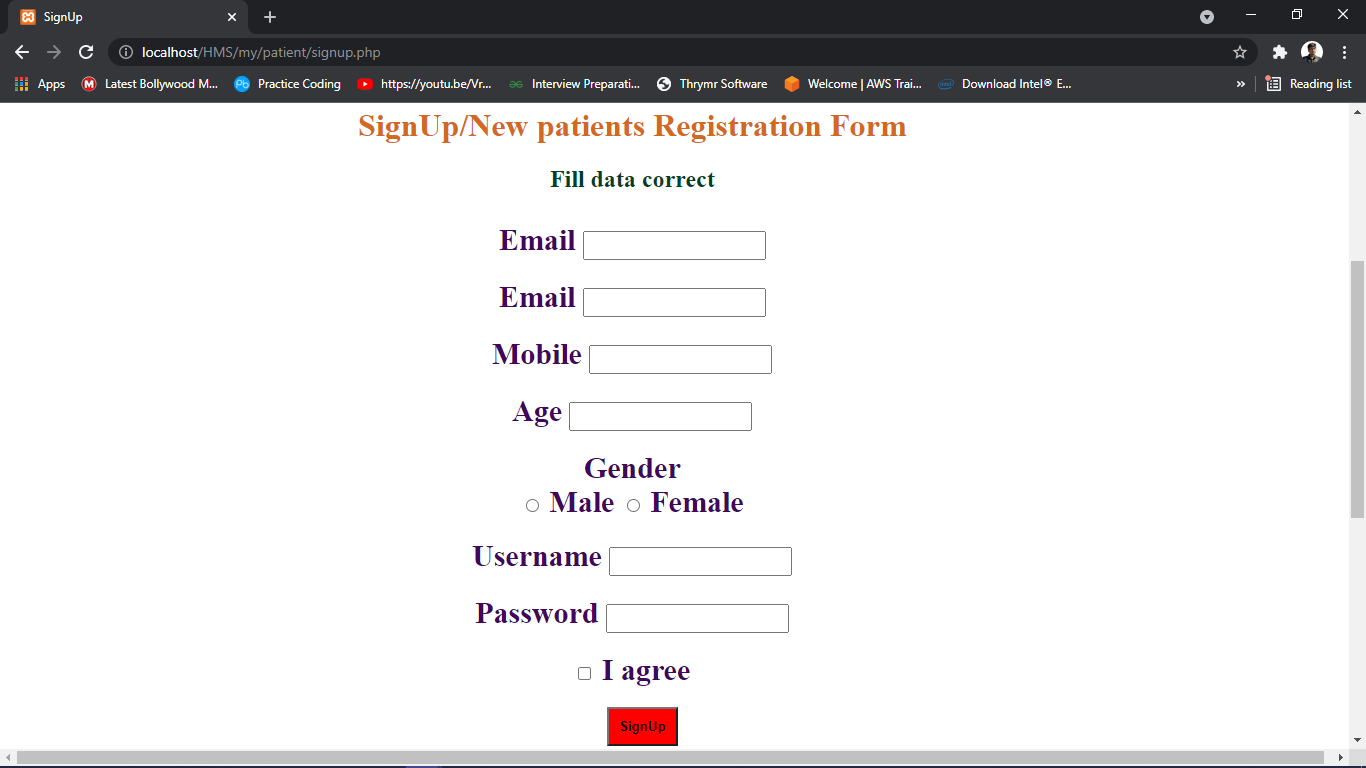 SignUp
localhost/HMS/my/patient/signup.php
Apps Latest Bollywood M... Practice Coding https://youtu.be/Vr... Interview Preparati... Thrymr Software Welcome | AWS Trai... Download Intel® E... » Reading list
SignUp/New patients Registration Form
Fill data correct
Email
Email
Mobile
Age
Gender
Male Female
Username
Password
I agree
SignUp